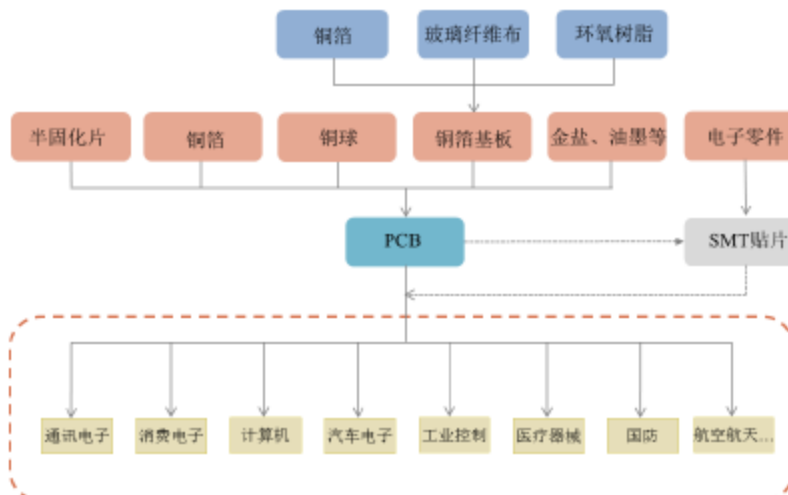 铜箔
玻璃纤维布
环氧树脂
半固化片
铜箔
铜球
铜箔基板
金盐、油墨等
电子零件
PCB
SMT贴片
通讯电子
消费电子
计算机
汽车电子
工业控制
医疗器械
国防
航空航天...